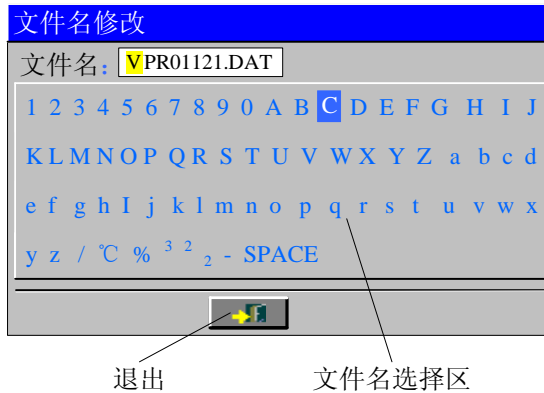 文件名修改
文件名：VPR01121.DAT
1 2 3 4 5 6 7 8 9 0 A B C D E F G H I J
K L M N O P Q R S T U V W X Y Z a b c d
e f g h I j k l m n o p q r s t u v w x
y z / ℃ % ³ ² ₂ - SPACE
退出 文件名选择区